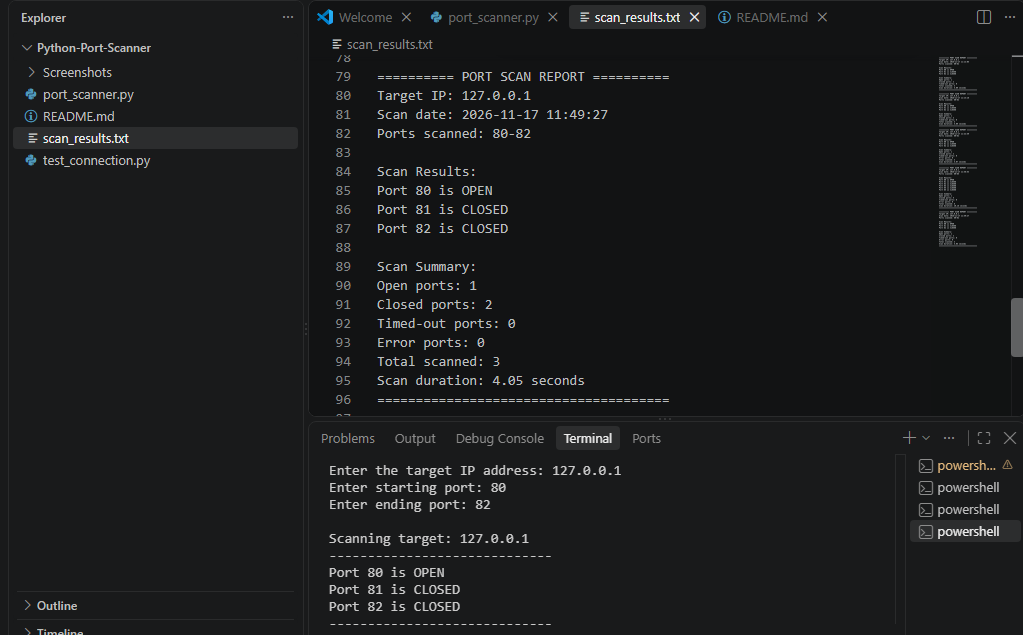 Explorer
Python-Port-Scanner
Screenshots
port_scanner.py
README.md
scan_results.txt
test_connection.py
Outline
Timeline
Welcome
port_scanner.py
scan_results.txt
README.md
scan_results.txt
78
79 ========== PORT SCAN REPORT ==========
80 Target IP: 127.0.0.1
81 Scan date: 2026-11-17 11:49:27
82 Ports scanned: 80-82
83
84 Scan Results:
85 Port 80 is OPEN
86 Port 81 is CLOSED
87 Port 82 is CLOSED
88
89 Scan Summary:
90 Open ports: 1
91 Closed ports: 2
92 Timed-out ports: 0
93 Error ports: 0
94 Total scanned: 3
95 Scan duration: 4.05 seconds
96 ======================================
97
Problems Output Debug Console Terminal Ports
Enter the target IP address: 127.0.0.1
Enter starting port: 80
Enter ending port: 82
Scanning target: 127.0.0.1
-----------------------------
Port 80 is OPEN
Port 81 is CLOSED
Port 82 is CLOSED
-----------------------------
powersh...
powershell
powershell
powershell